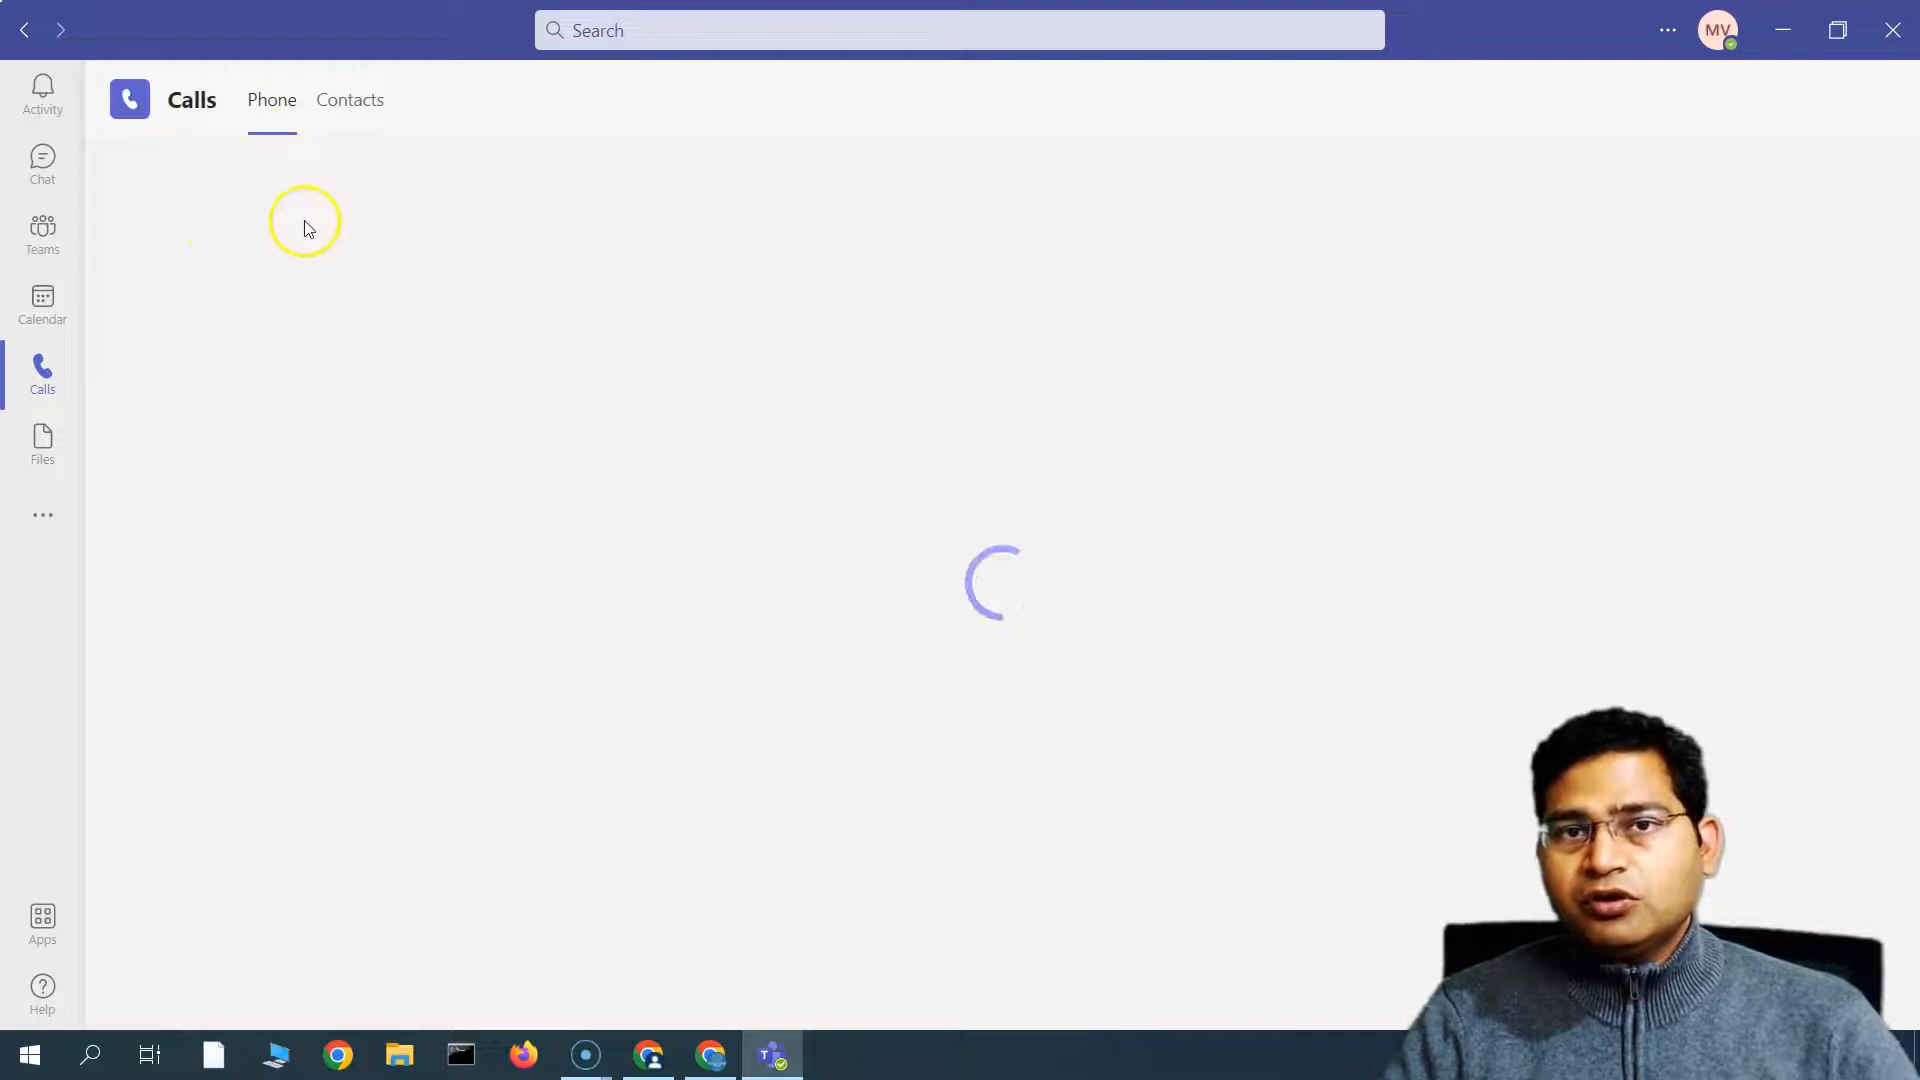 Search
MV
Activity
Calls
Phone
Contacts
Chat
Teams
Calendar
Calls
Files
Apps
Help